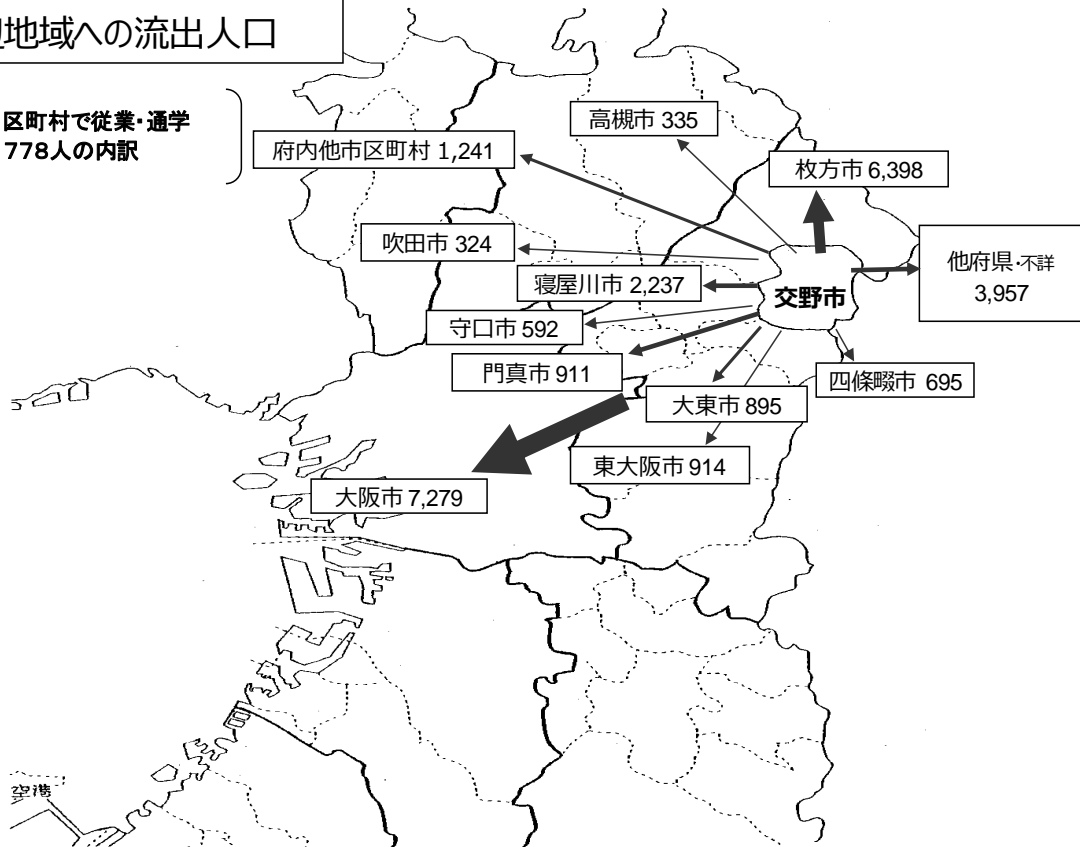 地域への流出人口
区町村で従業・通学
778人の内訳
高槻市 335
府内他市区町村 1,241
枚方市 6,398
吹田市 324
他府県・不詳
3,957
寝屋川市 2,237
交野市
守口市 592
門真市 911
四條畷市 695
大東市 895
東大阪市 914
大阪市 7,279
空港